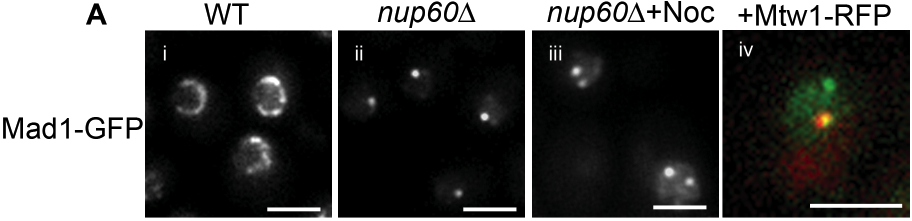 A WT nup60Δ nup60Δ+Noc +Mtw1-RFP
i ii iii iv
Mad1-GFP